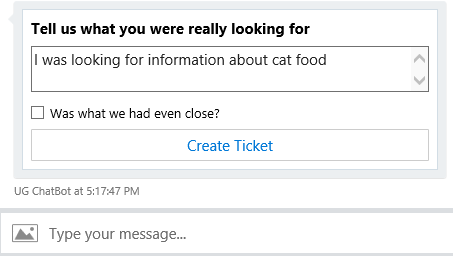 Tell us what you were really looking for
I was looking for information about cat food
Was what we had even close?
Create Ticket
UG ChatBot at 5:17:47 PM
Type your message...